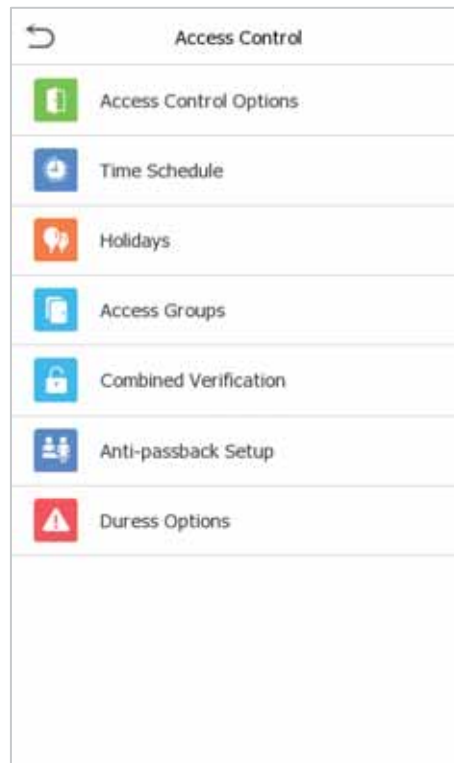 Access Control
Access Control Options
Time Schedule
Holidays
Access Groups
Combined Verification
Anti-passback Setup
Duress Options